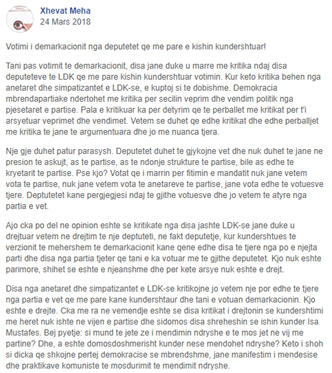 Xhevat Meha
24 Mars 2018
Votimi i demarkacionit nga deputetet qe me pare e kishin kundershtuar!
Tani pas votimit te demarkacionit, disa jane duke u marre me kritika ndaj disa
deputeteve te LDK qe me pare kishin kundershtuar votimin. Kur keto kritika behen nga
anetaret dhe simpatizantet e LDK-se, e kuptoj si te dobishme. Demokracia
mbrendapartiake ndertohet me kritika per secilin veprim dhe vendim politik nga
pjesetaret e partise. Pala e kritikuar ka per detyrim qe te perballet me kritikat per t'i
arsyetuar veprimet dhe vendimet. Vetem se duhet qe edhe kritikat dhe edhe perballjet
me kritika te jane te argumentuara dhe jo me nuanca tjera.
Nje gje duhet patur parasysh. Deputetet duhet te gjykojne vet dhe nuk duhet te jane ne
presion te askujt, as te partise, as te ndonje strukture te partise, bile as edhe te
kryetarit te partise. Pse kjo? Votat qe i marrin per fitimin e mandatit nuk jane vetem
vota te partise, nuk jane vetem vota te anetareve te partise, jane vota edhe te votuesve
tjere. Deputetet kane pergjegjesi ndaj te gjithe votuesve dhe jo vetem te atyre nga
partia e vet.
Ajo cka po del ne opinion eshte se kritikate nga disa jashte LDK-se jane duke u
drejtuar vetem ne drejtim te nje deputeti, ne fakt deputetje, kur kundershtues te
verzionit te mehershem te demarkacionit kane qene edhe disa te tjere nga po e njejta
parti dhe disa nga partia tjeter qe tani e ka votuar me te gjithe deputetet. Kjo nuk eshte
parimore, shihet se eshte e njeanshme dhe per kete arsye nuk eshte e drejt.
Disa nga anetaret dhe simpatizantet e LDK-se kritikojne jo vetem nje por edhe te tjere
nga partia e vet qe me pare kane kundershtaur dhe tani e votuan demarkacionin. Kjo
eshte e drejte. Cka me ra ne vemendje eshte se disa kritikat i drejtonin se kundershtimi
me heret nuk ishte ne vijen e partise dhe sidomos disa shreheshin se ishin kunder Isa
Mustafes. Bej pyetje: si mund te jete ze i mendimin ndryshe e te mos jet ne vij me
partine? Dhe, a eshte domosdoshmerisht kunder nese mendohet ndryshe? Keto i shoh
si dicka qe shkojne pertej demokracise se mbrendshme, jane manifestim i mendesise
dhe praktikave komuniste te mosdurimit te mendimit ndryshe.